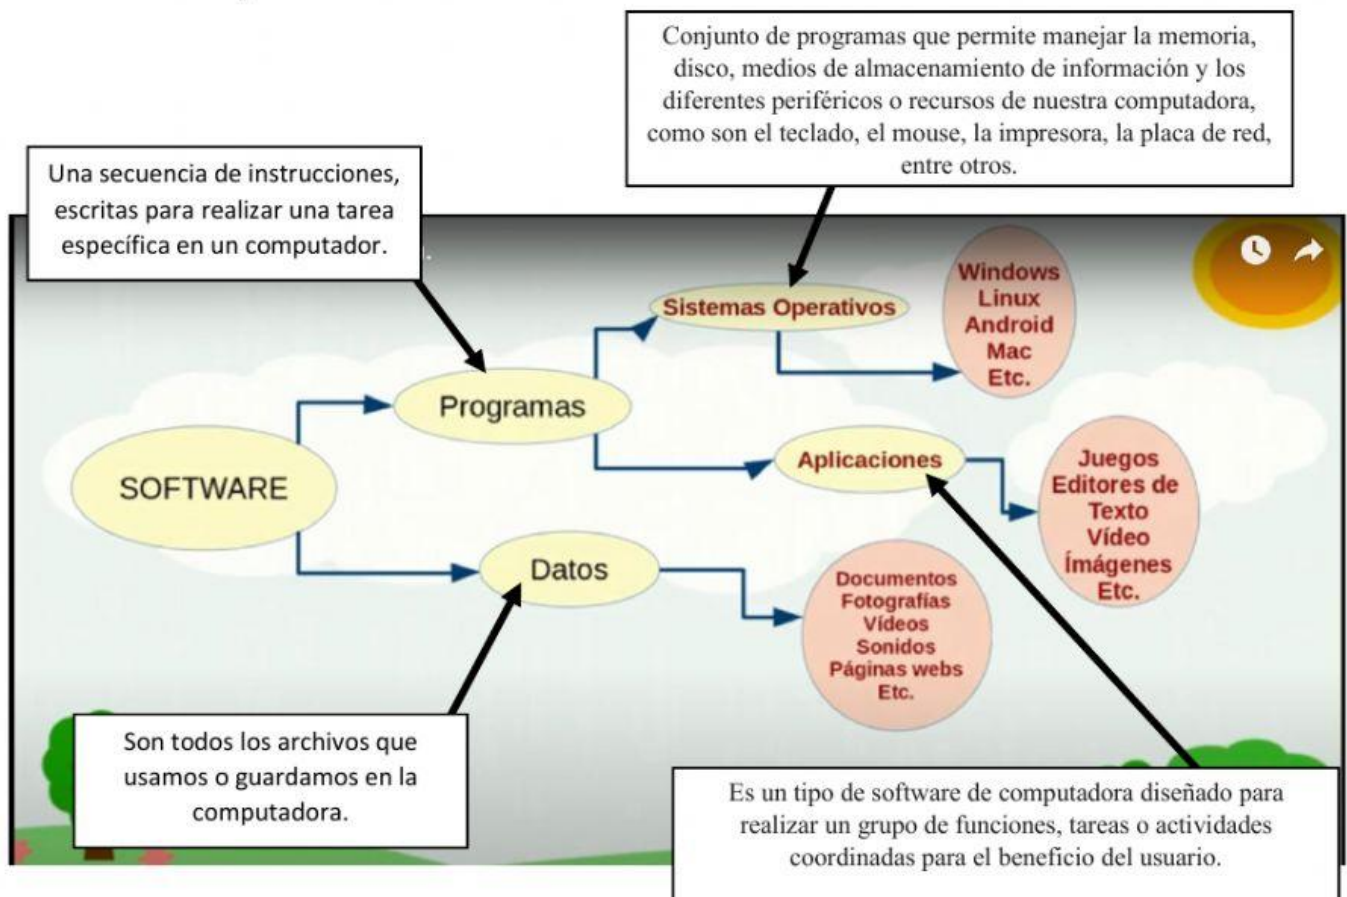 Conjunto de programas que permite manejar la memoria,
disco, medios de almacenamiento de información y los
diferentes periféricos o recursos de nuestra computadora,
como son el teclado, el mouse, la impresora, la placa de red,
entre otros.
Una secuencia de instrucciones,
escritas para realizar una tarea
específica en un computador.
Sistemas Operativos
Windows
Linux
Android
Mac
Etc.
Programas
SOFTWARE
Aplicaciones
Juegos
Editores de
Texto
Vídeo
Ímágenes
Etc.
Datos
Documentos
Fotografías
Vídeos
Sonidos
Páginas webs
Etc.
Son todos los archivos que
usamos o guardamos en la
computadora.
Es un tipo de software de computadora diseñado para
realizar un grupo de funciones, tareas o actividades
coordinadas para el beneficio del usuario.